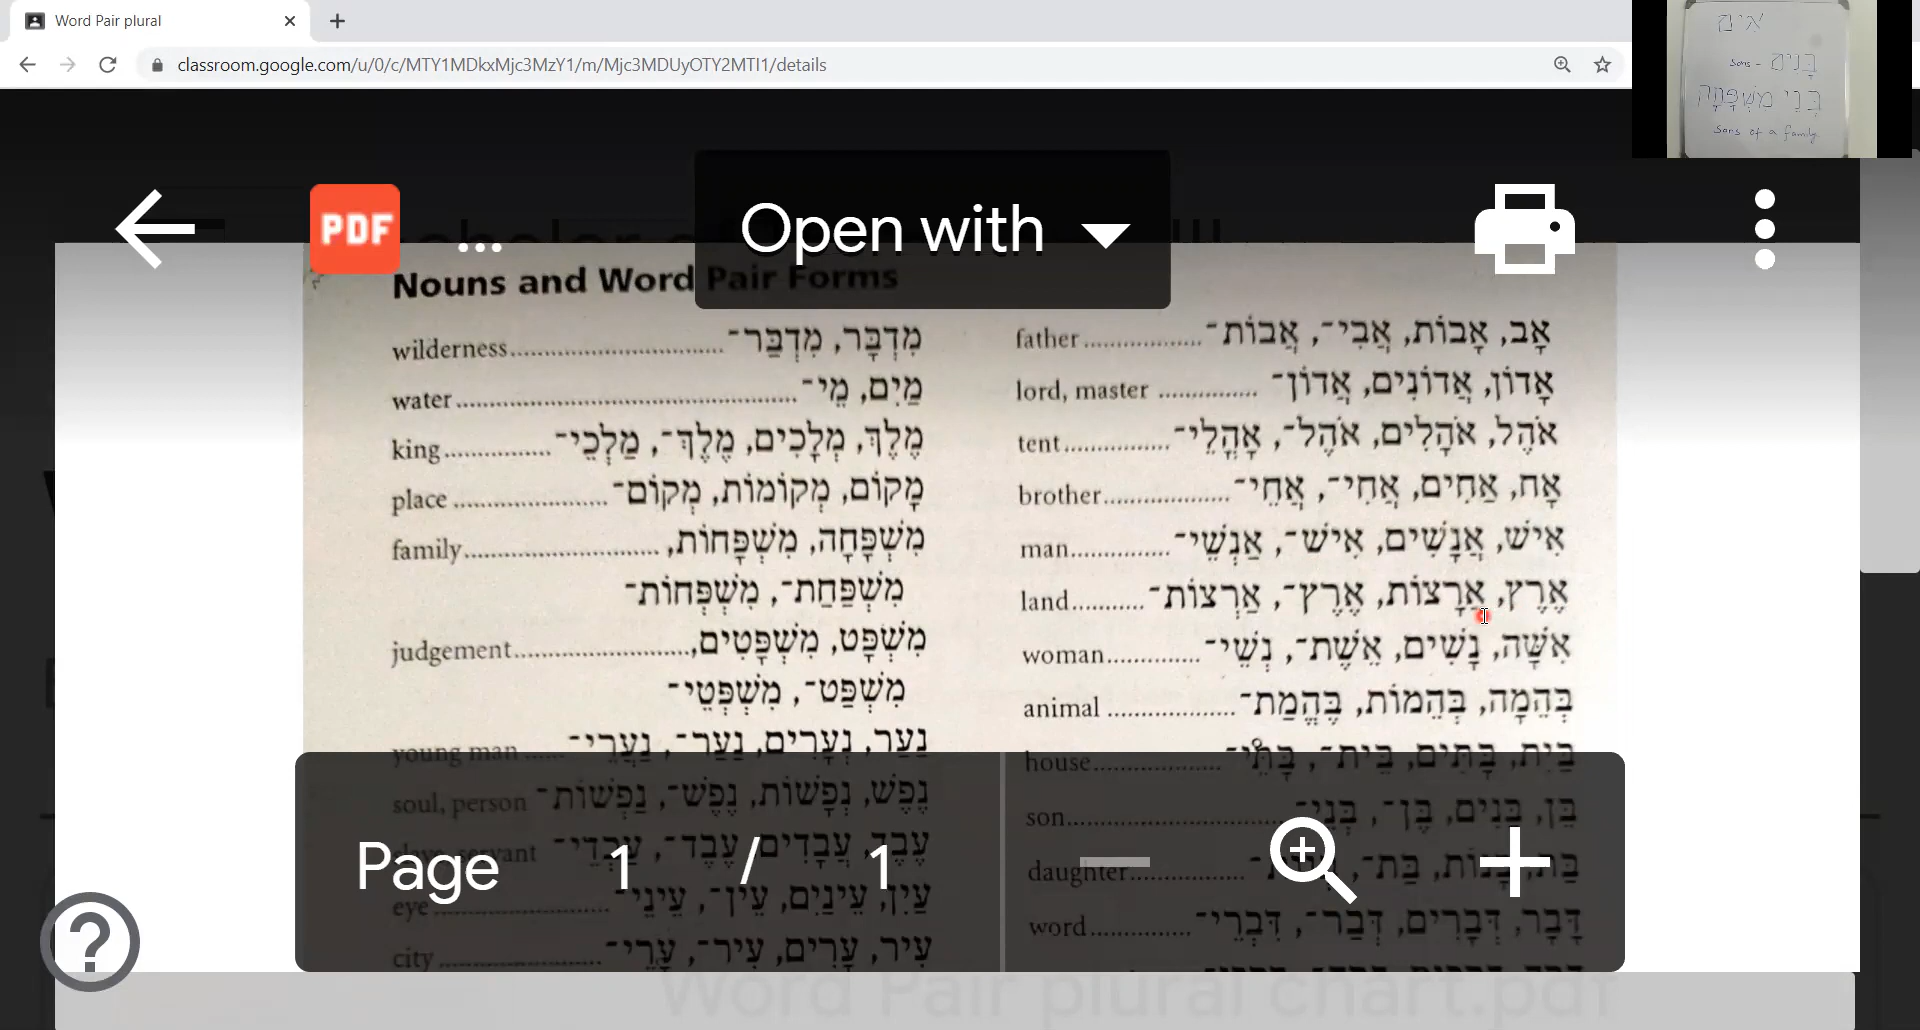 Word Pair plural
classroom.google.com/u/0/c/MTY1MDkxMjc3MzY1/m/Mjc3MDUyOTY2MTI1/details
PDF
...
Open with
Nouns and Word Pair Forms
wilderness מִדְבָּר, מִדְבַּר־
water מַיִם, מֵי־
king מֶלֶךְ, מְלָכִים, מֶלֶךְ־, מַלְכֵי־
place מָקוֹם, מְקוֹמוֹת, מְקוֹם־
family מִשְׁפָּחָה, מִשְׁפָּחוֹת,
מִשְׁפַּחַת־, מִשְׁפְּחוֹת־
judgement מִשְׁפָּט, מִשְׁפָּטִים,
מִשְׁפַּט־, מִשְׁפְּטֵי־
young man נַעַר, נְעָרִים, נַעַר־, נַעֲרֵי־
soul, person נֶפֶשׁ, נְפָשׁוֹת, נֶפֶשׁ־, נַפְשׁוֹת־
slave, servant עֶבֶד, עֲבָדִים, עֶבֶד־, עַבְדֵי־
eye עַיִן, עֵינַיִם, עֵין־, עֵינֵי־
city עִיר, עָרִים, עִיר־, עָרֵי־
father אָב, אָבוֹת, אֲבִי־, אֲבוֹת־
lord, master אָדוֹן, אֲדוֹנִים, אֲדוֹן־
tent אֹהֶל, אֹהָלִים, אֹהֶל־, אָהֳלֵי־
brother אָח, אַחִים, אֲחִי־, אֲחֵי־
man אִישׁ, אֲנָשִׁים, אִישׁ־, אַנְשֵׁי־
land אֶרֶץ, אֲרָצוֹת, אֶרֶץ־, אַרְצוֹת־
woman אִשָּׁה, נָשִׁים, אֵשֶׁת־, נְשֵׁי־
animal בְּהֵמָה, בְּהֵמוֹת, בֶּהֱמַת־
house בַּיִת, בָּתִּים, בֵּית־, בָּתֵּי־
son בֵּן, בָּנִים, בֶּן־, בְּנֵי־
daughter בַּת, בָּנוֹת, בַּת־,
word דָּבָר, דְּבָרִים, דְּבַר־, דִּבְרֵי־
Page 1 / 1
Word Pair plural chart.pdf
Sons - בָּנִים
בְּנֵי מִשְׁפָּחָה
Sons of a family